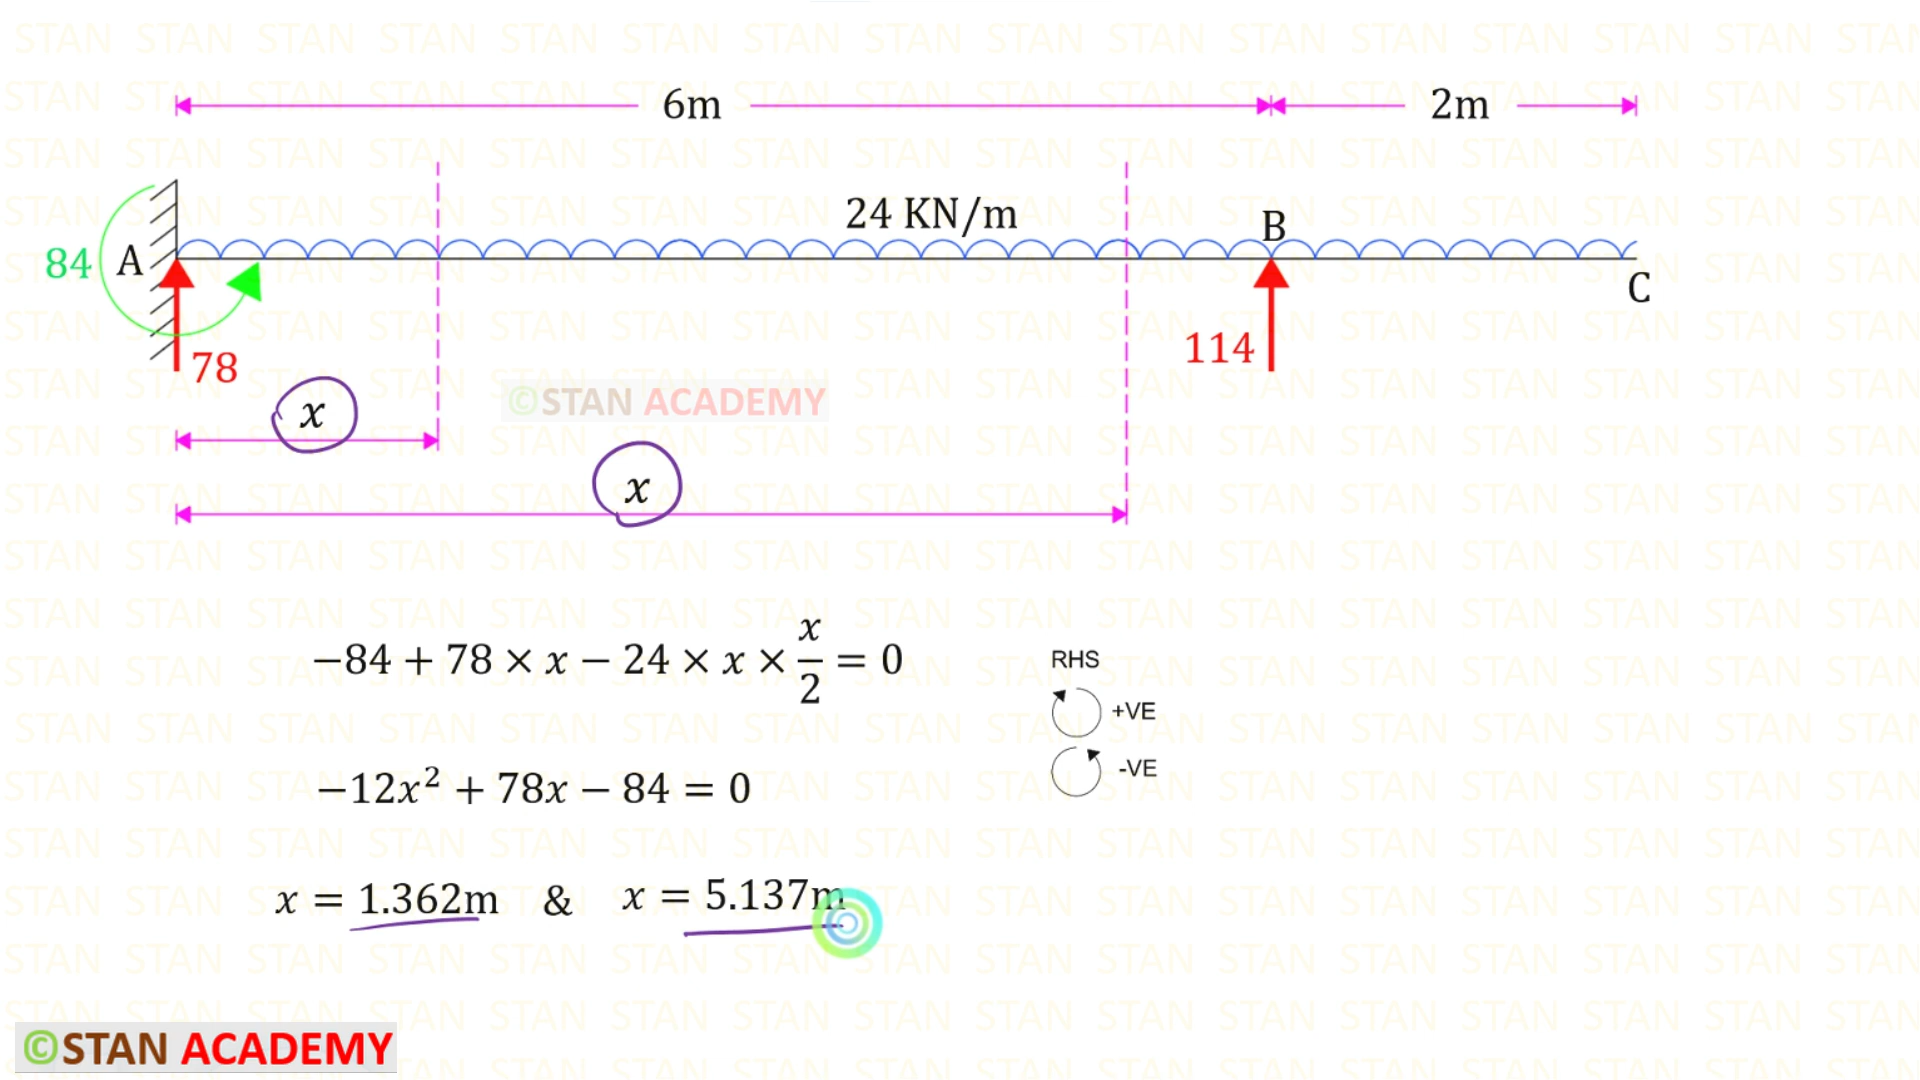 6m 2m
24 KN/m B
84 A
C
78 114
x
©STAN ACADEMY
x
−84 + 78 × x − 24 × x × x/2 = 0
RHS
+VE
−12x² + 78x − 84 = 0
-VE
x = 1.362m & x = 5.137m
©STAN ACADEMY